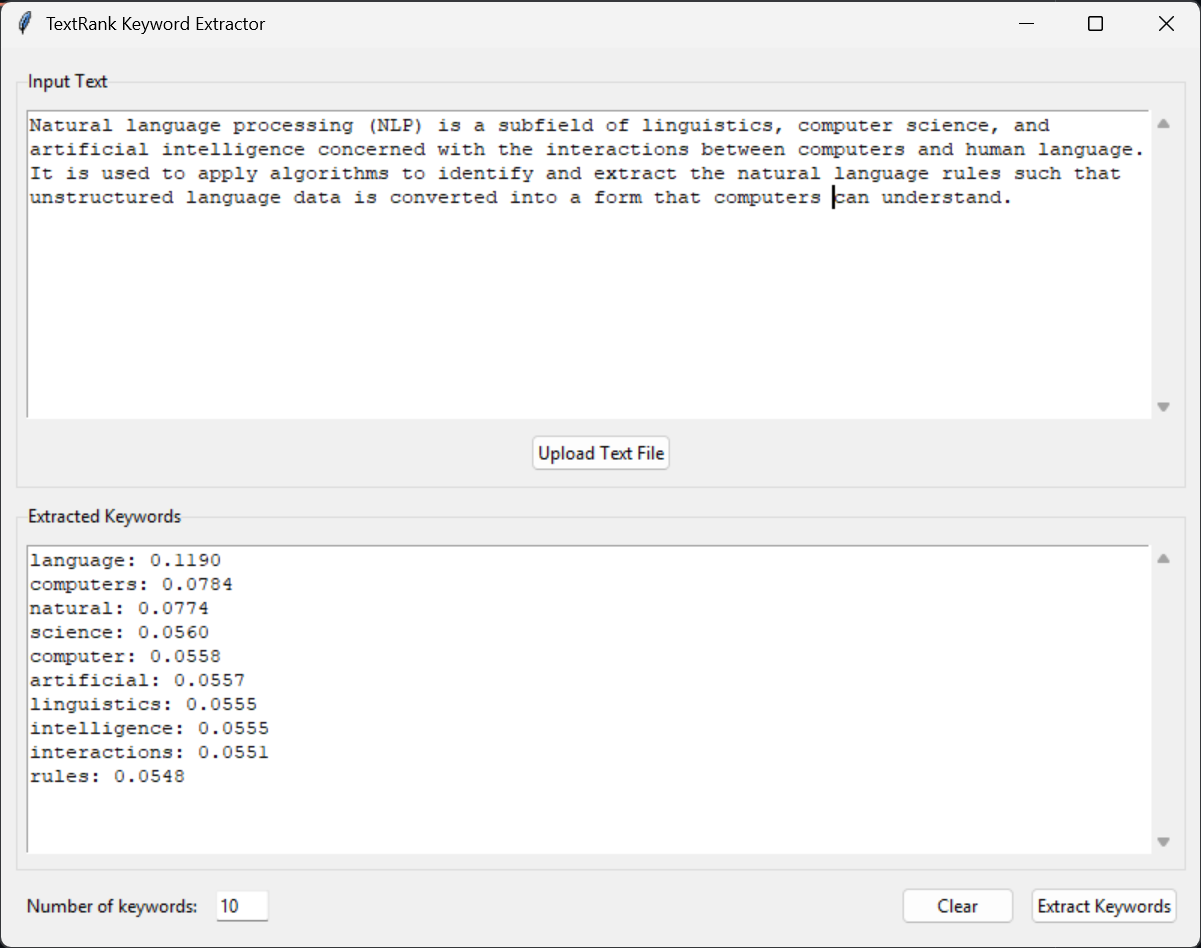 TextRank Keyword Extractor
Input Text
Natural language processing (NLP) is a subfield of linguistics, computer science, and
artificial intelligence concerned with the interactions between computers and human language.
It is used to apply algorithms to identify and extract the natural language rules such that
unstructured language data is converted into a form that computers can understand.
Upload Text File
Extracted Keywords
language: 0.1190
computers: 0.0784
natural: 0.0774
science: 0.0560
computer: 0.0558
artificial: 0.0557
linguistics: 0.0555
intelligence: 0.0555
interactions: 0.0551
rules: 0.0548
Number of keywords: 10 Clear Extract Keywords